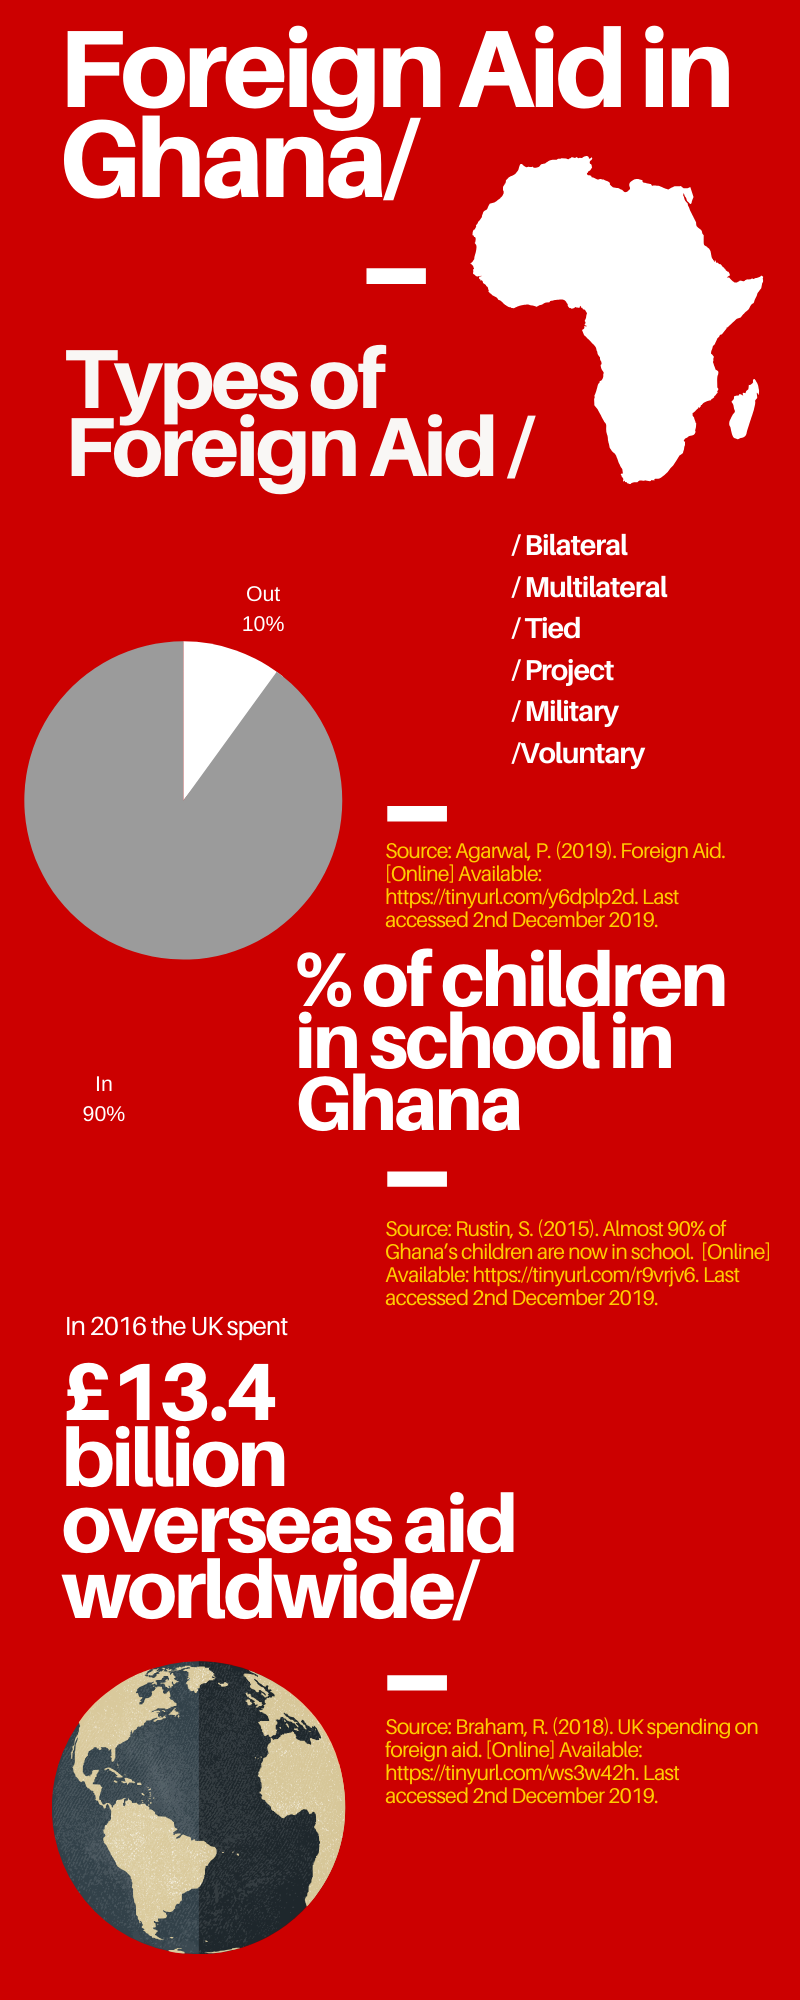 Foreign Aid in
Ghana/
Types of
Foreign Aid /
/ Bilateral
/ Multilateral
/ Tied
/ Project
/ Military
/Voluntary
Out
10%
Source: Agarwal, P. (2019). Foreign Aid.
[Online] Available:
https://tinyurl.com/y6dplp2d. Last
accessed 2nd December 2019.
% of children
in school in
Ghana
In
90%
Source: Rustin, S. (2015). Almost 90% of
Ghana’s children are now in school. [Online]
Available: https://tinyurl.com/r9vrjv6. Last
accessed 2nd December 2019.
In 2016 the UK spent
£13.4
billion
overseas aid
worldwide/
Source: Braham, R. (2018). UK spending on
foreign aid. [Online] Available:
https://tinyurl.com/ws3w42h. Last
accessed 2nd December 2019.